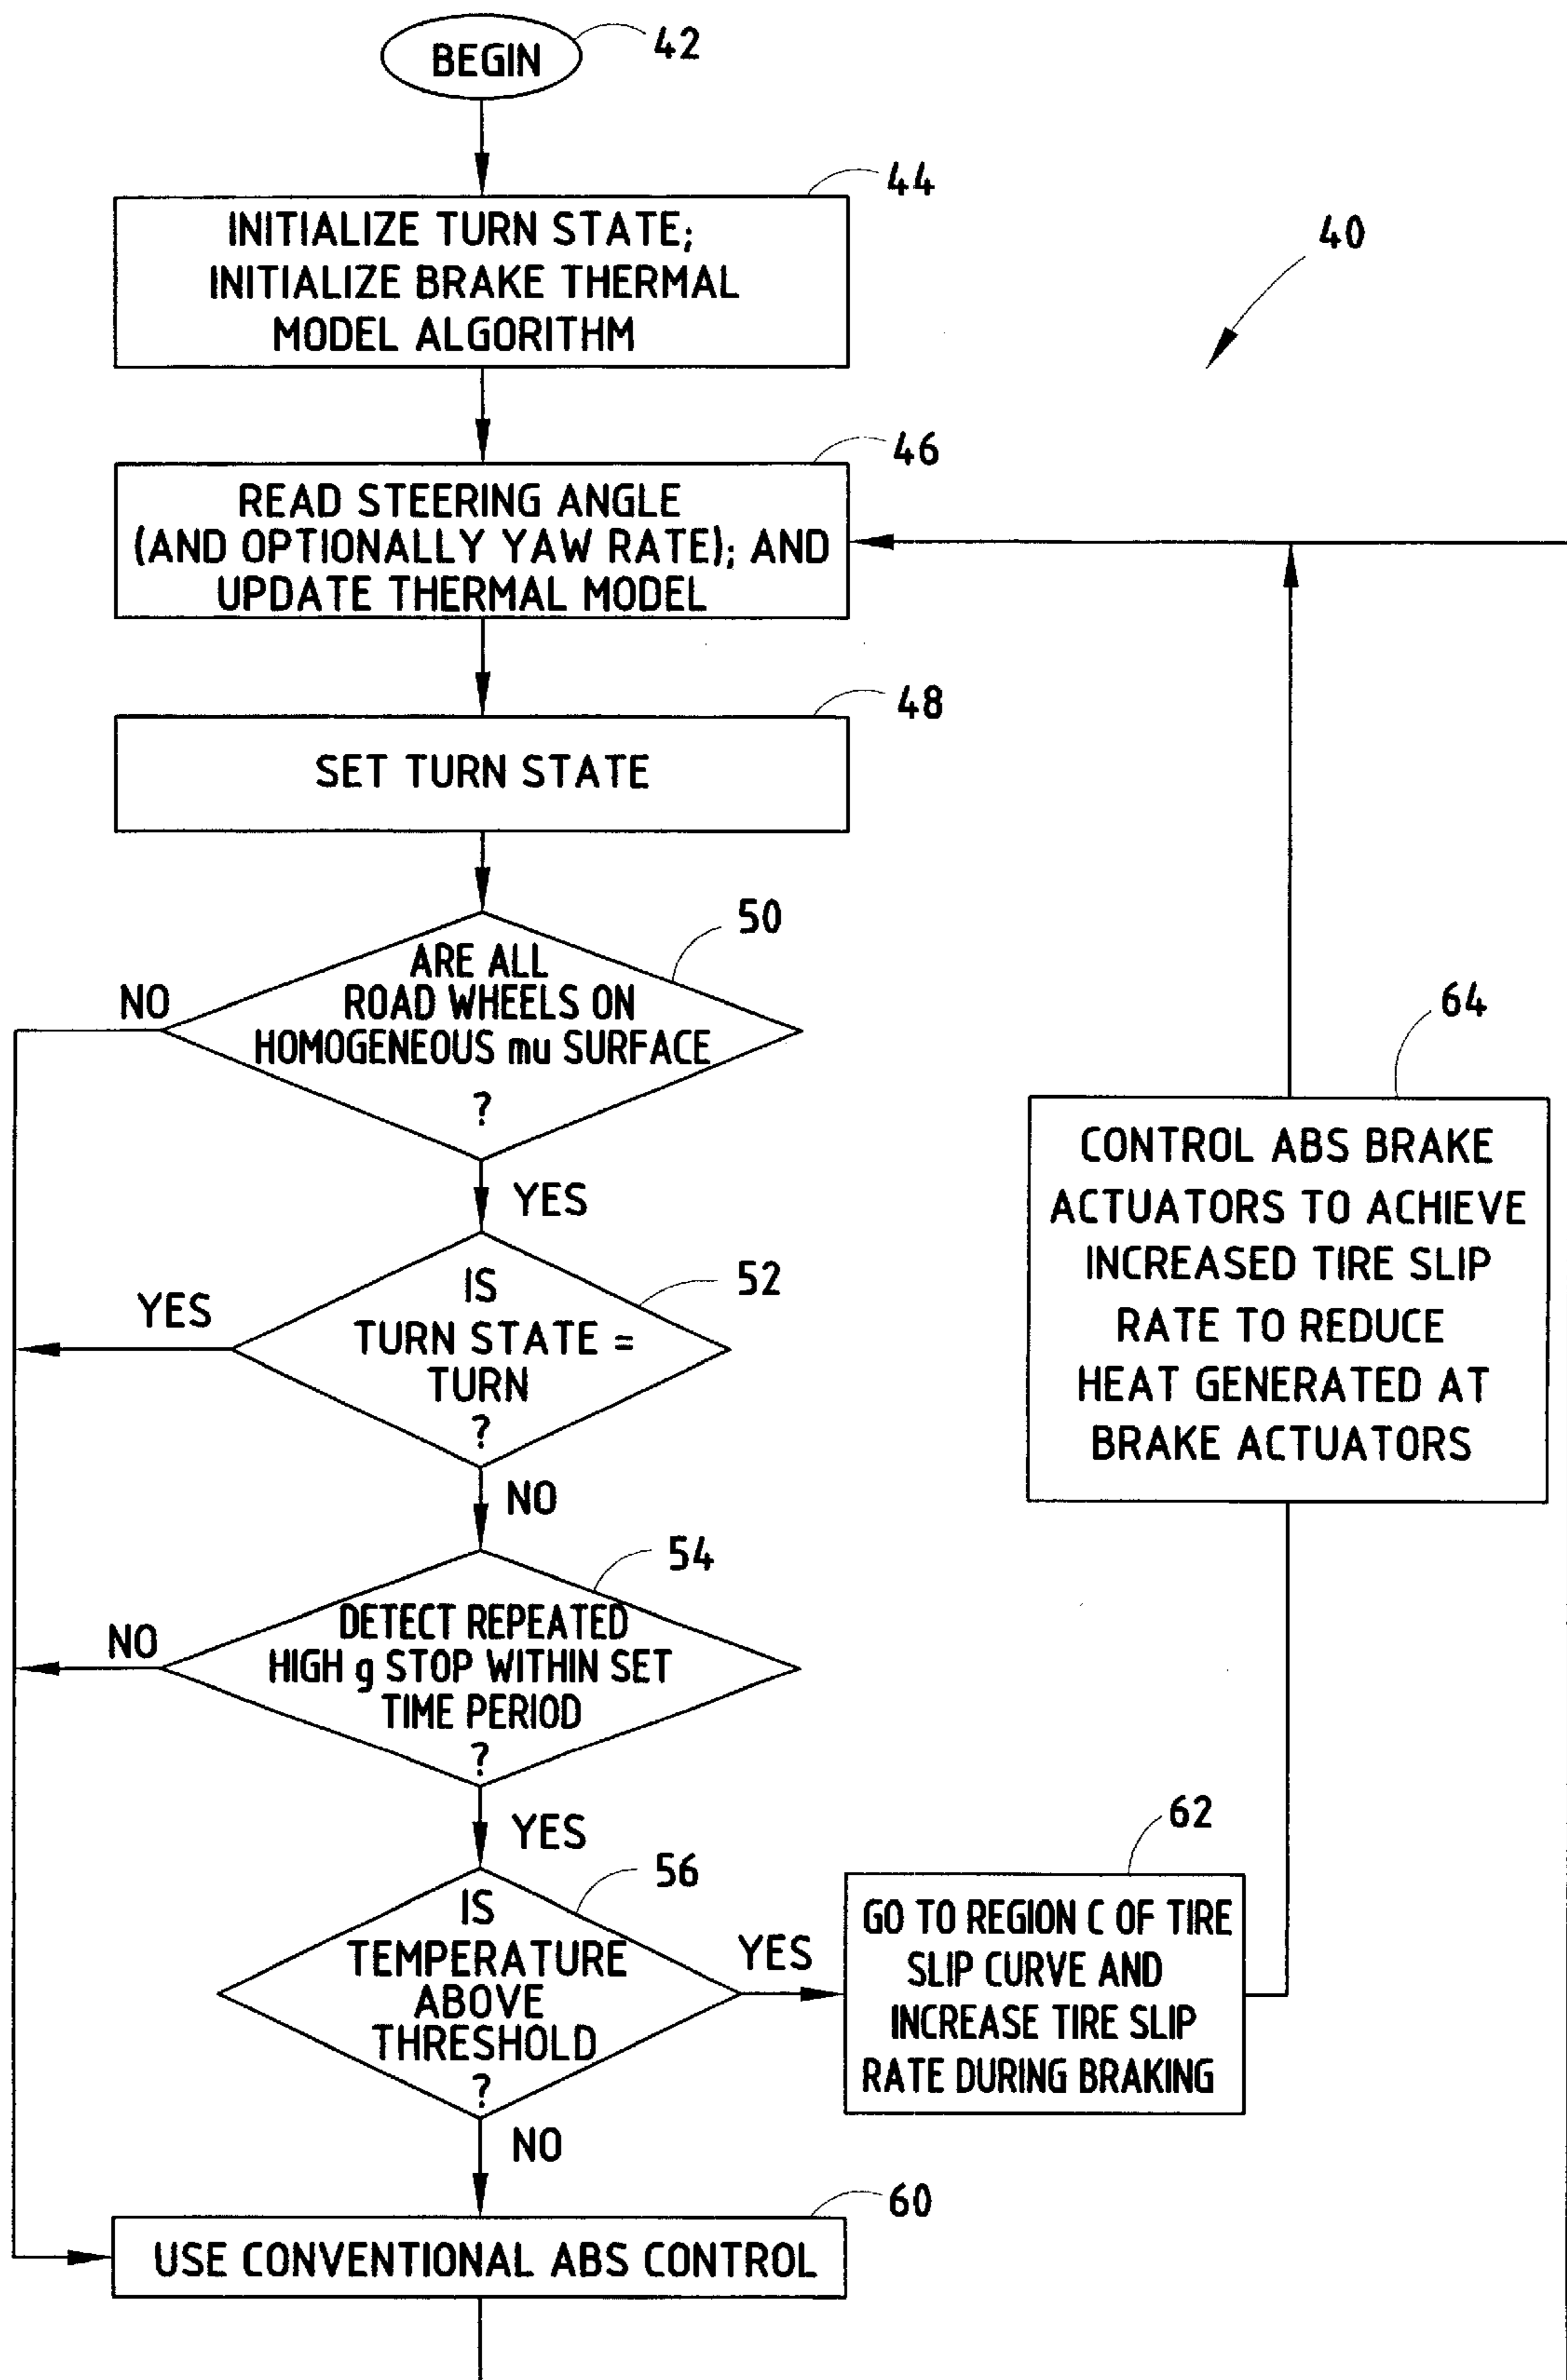 BEGIN
42
44
INITIALIZE TURN STATE;
INITIALIZE BRAKE THERMAL
MODEL ALGORITHM
40
46
READ STEERING ANGLE
(AND OPTIONALLY YAW RATE); AND
UPDATE THERMAL MODEL
48
SET TURN STATE
50
ARE ALL
ROAD WHEELS ON
HOMOGENEOUS mu SURFACE
?
NO
YES
52
IS
TURN STATE =
TURN
?
YES
NO
54
DETECT REPEATED
HIGH g STOP WITHIN SET
TIME PERIOD
?
NO
YES
56
IS
TEMPERATURE
ABOVE
THRESHOLD
?
YES
NO
62
GO TO REGION C OF TIRE
SLIP CURVE AND
INCREASE TIRE SLIP
RATE DURING BRAKING
64
CONTROL ABS BRAKE
ACTUATORS TO ACHIEVE
INCREASED TIRE SLIP
RATE TO REDUCE
HEAT GENERATED AT
BRAKE ACTUATORS
60
USE CONVENTIONAL ABS CONTROL